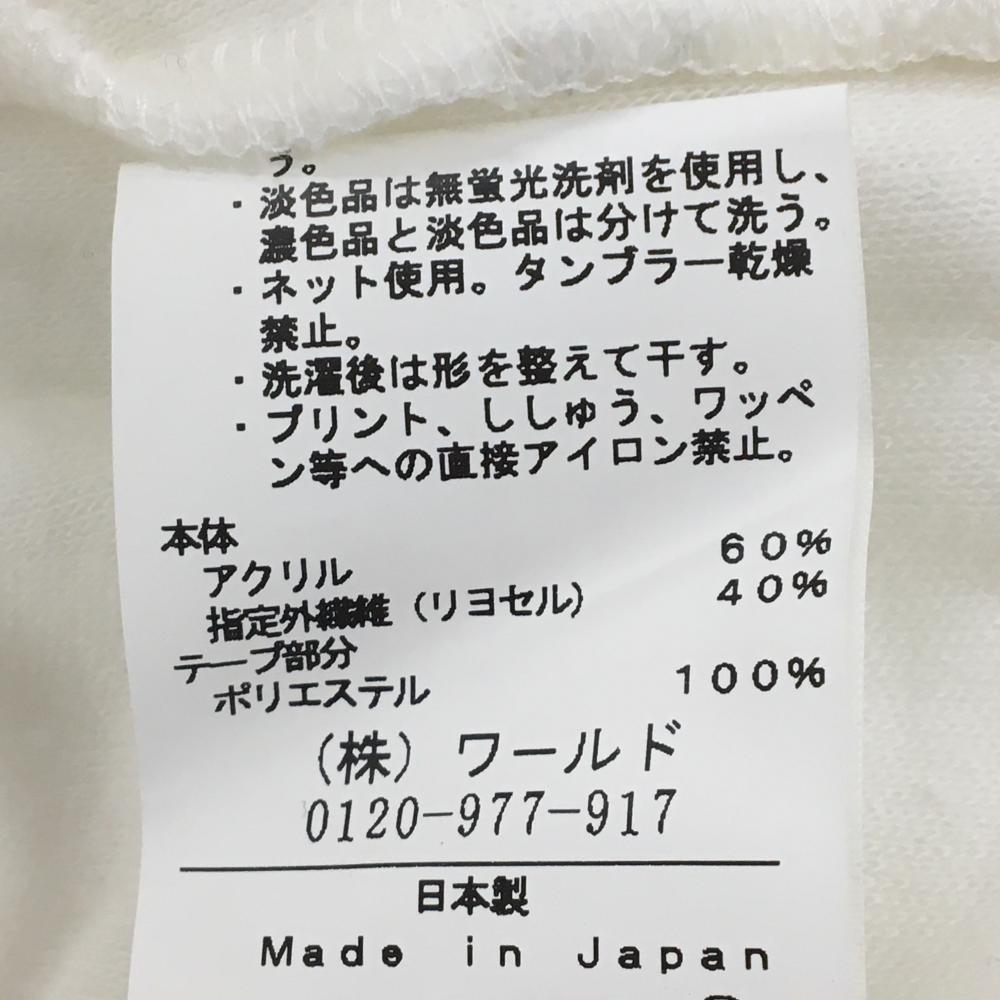 う。
・淡色品は無蛍光洗剤を使用し、
濃色品と淡色品は分けて洗う。
・ネット使用。タンブラー乾燥
禁止。
・洗濯後は形を整えて干す。
・プリント、ししゅう、ワッペ
ン等への直接アイロン禁止。
本体
アクリル 60%
指定外繊維(リヨセル) 40%
テープ部分
ポリエステル 100%
(株)ワールド
0120-977-917
日本製
Made in Japan